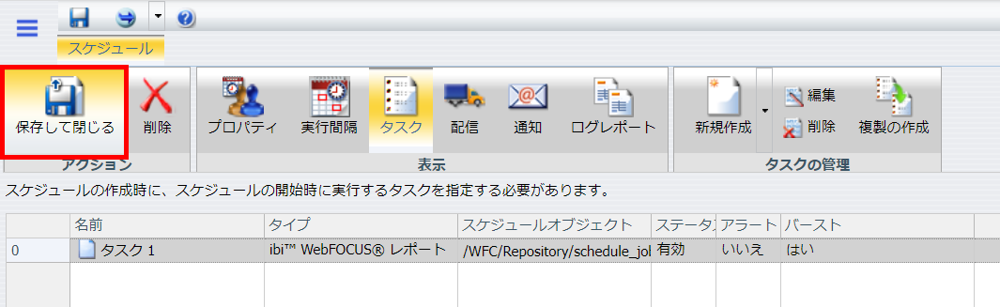 スケジュール
保存して閉じる 削除 プロパティ 実行間隔 タスク 配信 通知 ログレポート 新規作成 編集 削除 複製の作成
アクション 表示 タスクの管理
スケジュールの作成時に、スケジュールの開始時に実行するタスクを指定する必要があります。
名前 タイプ スケジュールオブジェクト ステータス アラート バースト
0 タスク 1 ibi™ WebFOCUS® レポート /WFC/Repository/schedule_jol 有効 いいえ はい